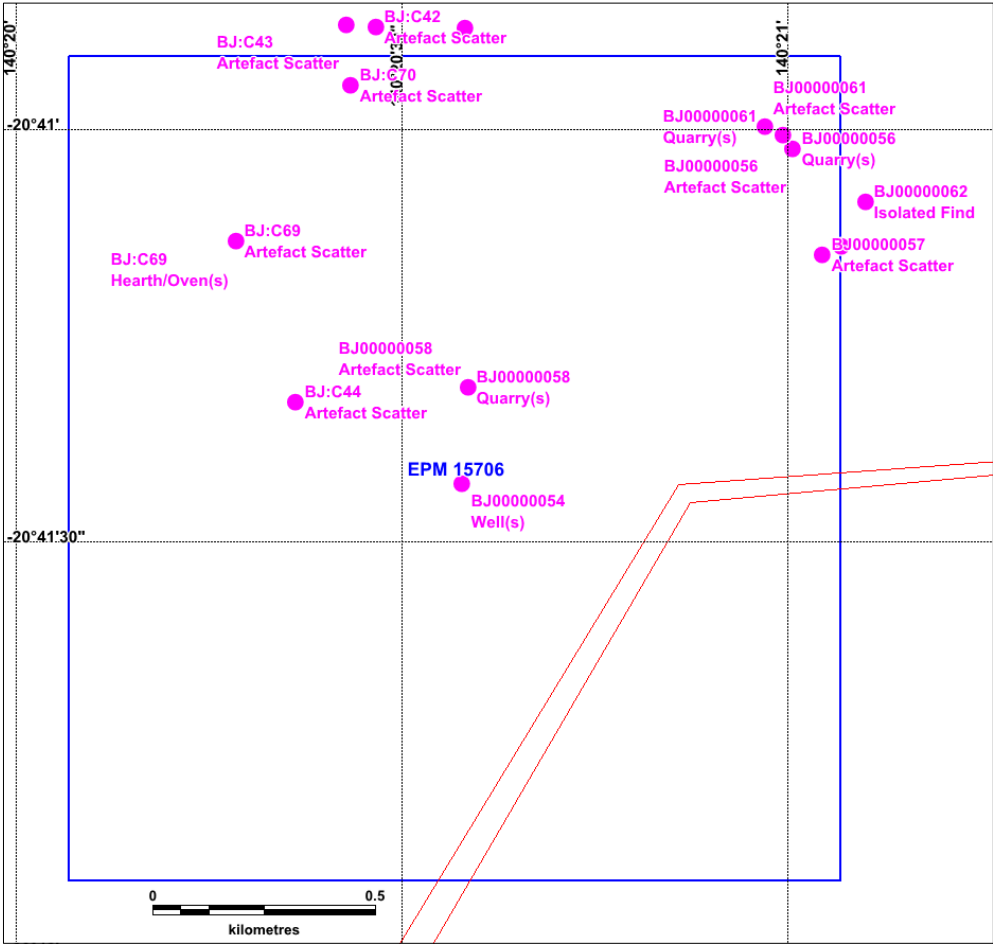 140°20'
BJ:C42
Artefact Scatter
BJ:C43
Artefact Scatter
BJ:C70
Artefact Scatter
140°21'
BJ00000061
Artefact Scatter
-20°41'
BJ00000061
Quarry(s)
BJ00000056
Quarry(s)
BJ00000056
Artefact Scatter
BJ00000062
Isolated Find
BJ:C69
Artefact Scatter
BJ:C69
Hearth/Oven(s)
BJ00000057
Artefact Scatter
BJ00000058
Artefact Scatter
BJ00000058
Quarry(s)
BJ:C44
Artefact Scatter
EPM 15706
BJ00000054
Well(s)
-20°41'30"
0 0.5
kilometres